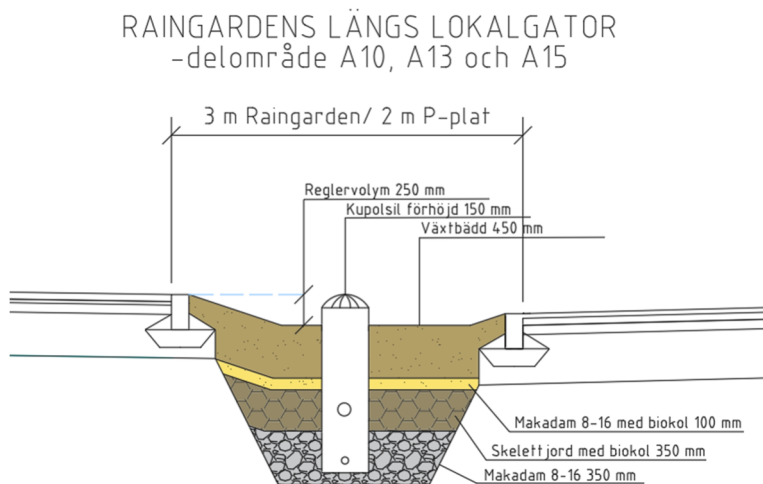 RAINGARDENS LÄNGS LOKALGATOR
-delområde A10, A13 och A15
3 m Raingarden/ 2 m P-plat
Reglervolym 250 mm
Kupolsil förhöjd 150 mm
Växtbädd 450 mm
Makadam 8-16 med biokol 100 mm
Skelettjord med biokol 350 mm
Makadam 8-16 350 mm